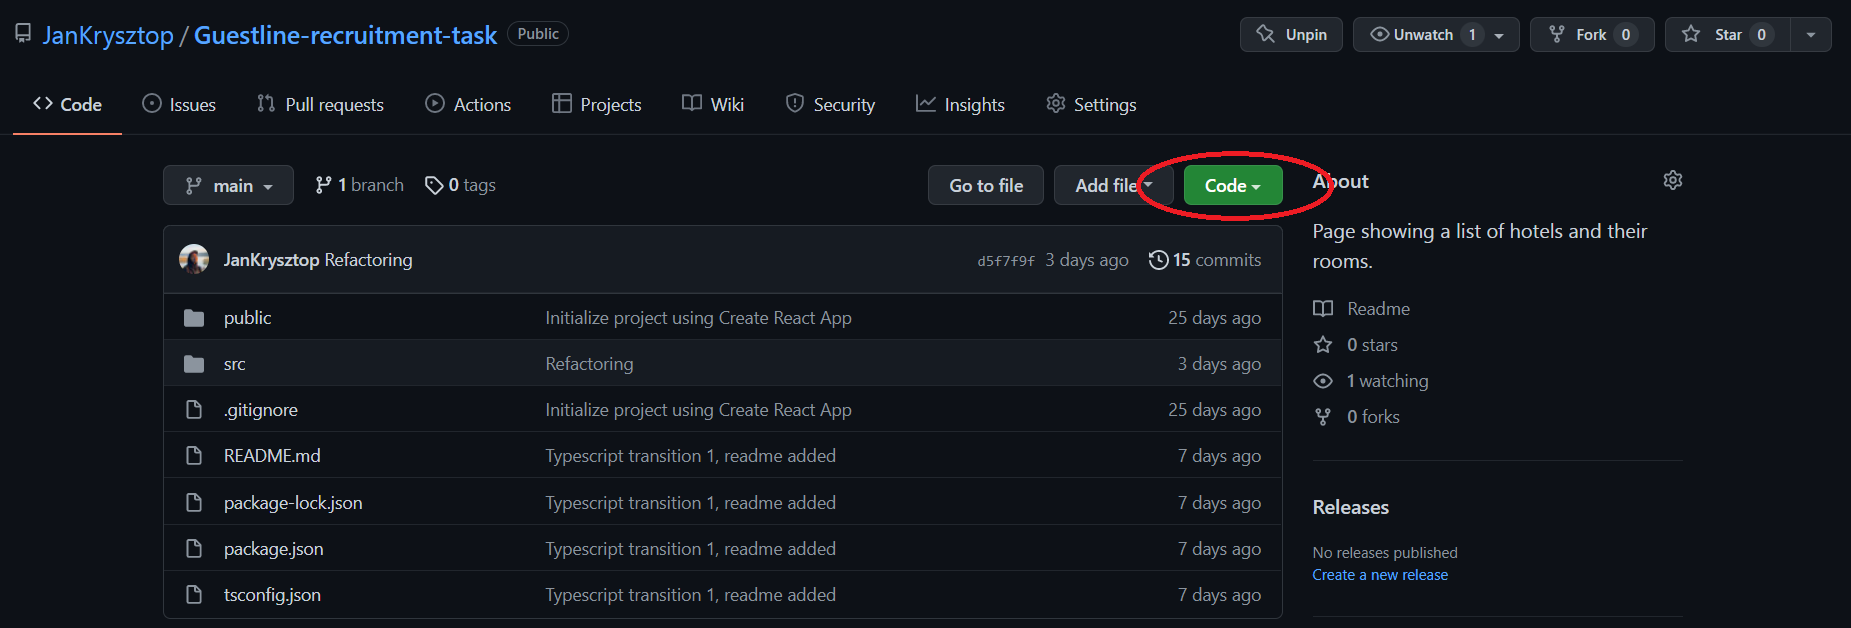 JanKrysztop / Guestline-recruitment-task Public Unpin Unwatch 1 Fork 0 Star 0
Code Issues Pull requests Actions Projects Wiki Security Insights Settings
main 1 branch 0 tags Go to file Add file Code
JanKrysztop Refactoring d5f7f9f 3 days ago 15 commits
public Initialize project using Create React App 25 days ago
src Refactoring 3 days ago
.gitignore Initialize project using Create React App 25 days ago
README.md Typescript transition 1, readme added 7 days ago
package-lock.json Typescript transition 1, readme added 7 days ago
package.json Typescript transition 1, readme added 7 days ago
tsconfig.json Typescript transition 1, readme added 7 days ago
About
Page showing a list of hotels and their
rooms.
Readme
0 stars
1 watching
0 forks
Releases
No releases published
Create a new release